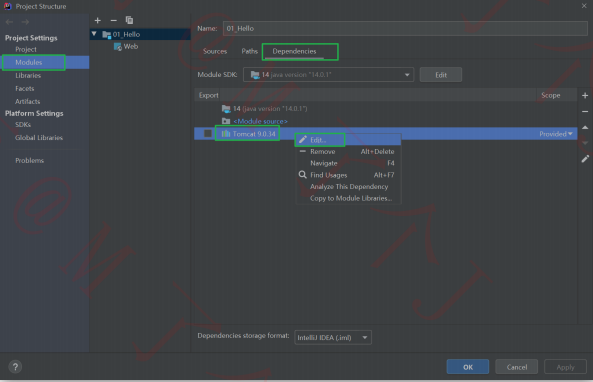 Project Structure
Name: 01_Hello
Project Settings
Project
Modules
Libraries
Facets
Artifacts
Platform Settings
SDKs
Global Libraries
Problems
01_Hello
Web
Sources Paths Dependencies
Module SDK: 14 java version "14.0.1" Edit
Export Scope
14 (java version "14.0.1")
<Module source>
Tomcat 9.0.34 Provided
Edit...
Remove Alt+Delete
Navigate F4
Find Usages Alt+F7
Analyze This Dependency
Copy to Module Libraries...
Dependencies storage format: IntelliJ IDEA (.iml)
? OK Cancel Apply